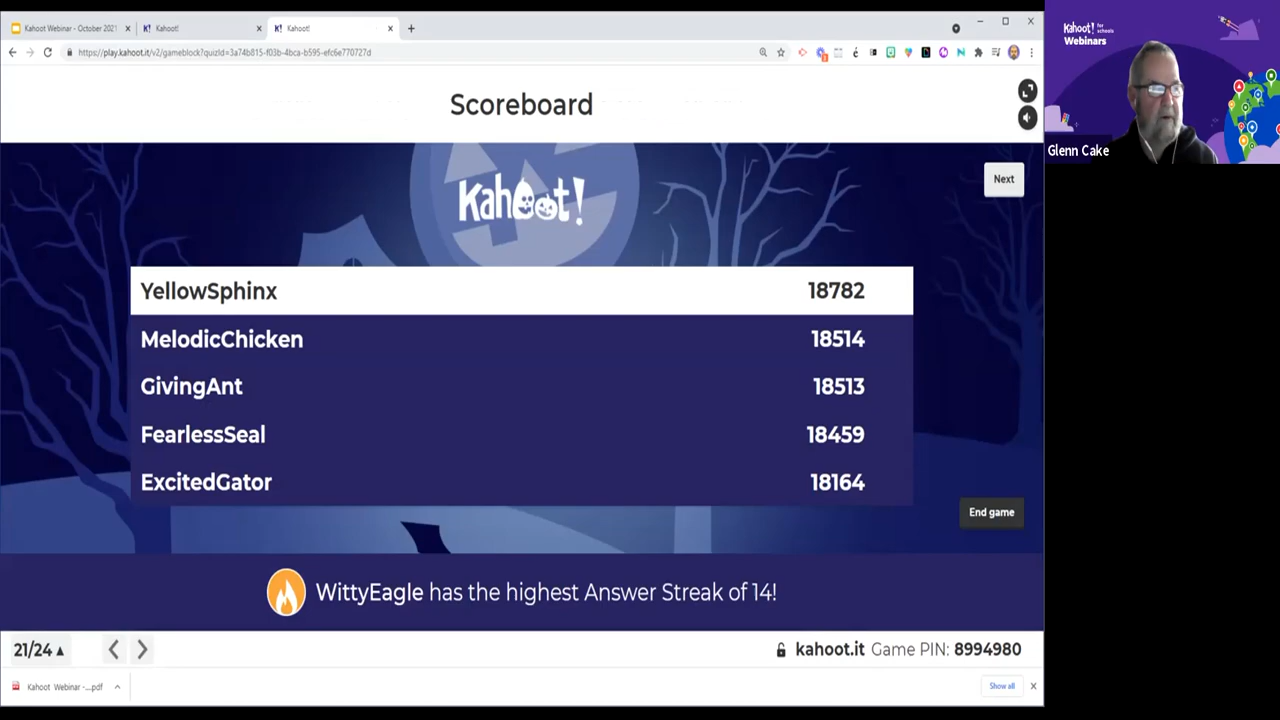 Kahoot Webinar - October 2021
Kahoot!
Kahoot!
https://play.kahoot.it/v2/gameblock?quizId=3a74b815-f03b-4bca-b595-efc6e770727d
Scoreboard
Kahoot!
Next
YellowSphinx 18782
MelodicChicken 18514
GivingAnt 18513
FearlessSeal 18459
ExcitedGator 18164
End game
WittyEagle has the highest Answer Streak of 14!
21/24
kahoot.it Game PIN: 8994980
Kahoot Webinar -....pdf
Show all
Kahoot! for schools
Webinars
Glenn Cake